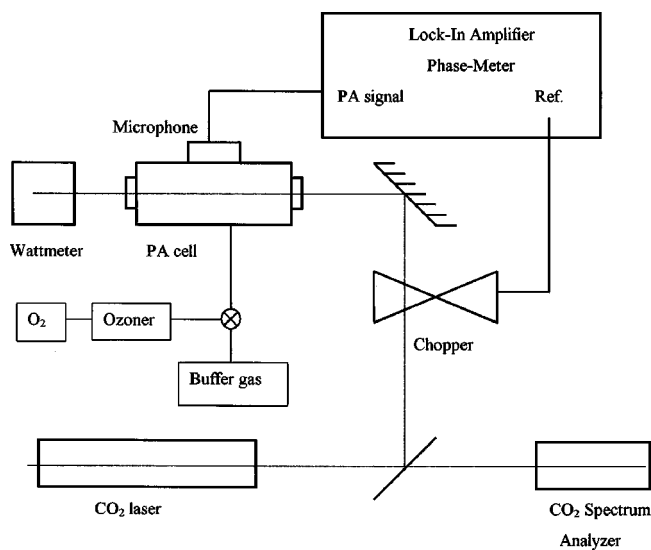 Lock-In Amplifier
Phase-Meter
PA signal
Ref.
Microphone
Wattmeter
PA cell
O₂
Ozoner
Chopper
Buffer gas
CO₂ laser
CO₂ Spectrum
Analyzer